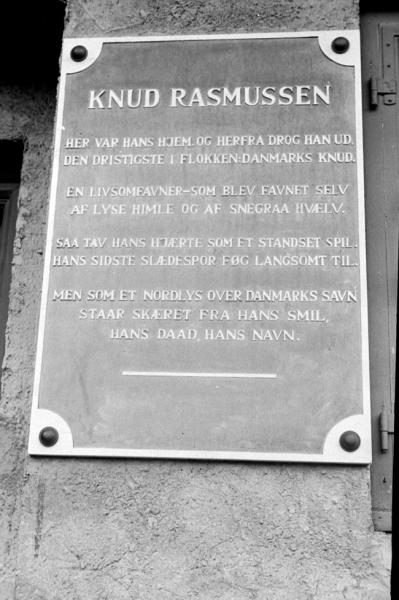 KNUD RASMUSSEN
HER VAR HANS HJEM. OG HERFRA DROG HAN UD.
DEN DRISTIGSTE I FLOKKEN: DANMARKS KNUD.
EN LIVSOMFAVNER – SOM BLEV FAVNET SELV
AF LYSE HIMLE OG AF SNEGRAA HVÆLV.
SAA TAV HANS HJÆRTE SOM ET STANDSET SPIL.
HANS SIDSTE SLÆDESPOR FØG LANGSOMT TIL.
MEN SOM ET NORDLYS OVER DANMARKS SAVN
STAAR SKÆRET FRA HANS SMIL,
HANS DAAD, HANS NAVN.